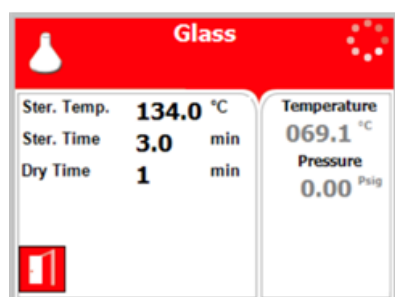 Glass
Ster. Temp. 134.0 °C
Ster. Time 3.0 min
Dry Time 1 min
Temperature
069.1 °C
Pressure
0.00 Psig